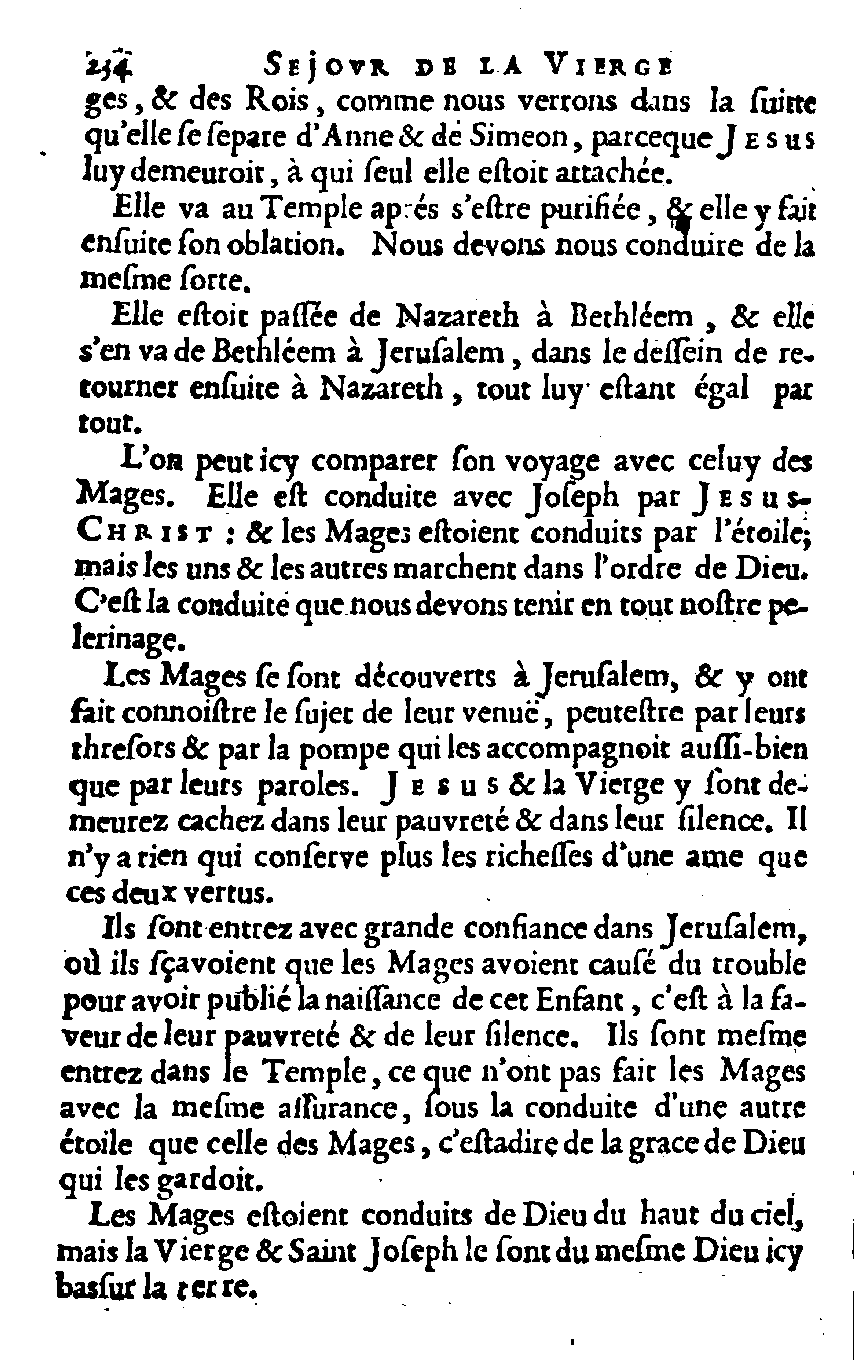 234 SEJOVR DE LA VIERGE
ges, & des Rois, comme nous verrons dans la ſuitte
qu'elle ſe ſepare d'Anne & de Simeon, parceque JESUS
luy demeuroit, à qui ſeul elle eſtoit attachée.
Elle va au Temple aprés s'eſtre purifiée, & elle y fait
enſuite ſon oblation. Nous devons nous conduire de la
meſme ſorte.
Elle eſtoit paſſée de Nazareth à Bethléem, & elle
s'en va de Bethléem à Jeruſalem, dans le deſſein de re-
tourner enſuite à Nazareth, tout luy eſtant égal par
tout.
L'on peut icy comparer ſon voyage avec celuy des
Mages. Elle eſt conduite avec Joſeph par JESUS-
CHRIST : & les Mages eſtoient conduits par l'étoile;
mais les uns & les autres marchent dans l'ordre de Dieu.
C'eſt la conduite que nous devons tenir en tout noſtre pe-
lerinage.
Les Mages ſe ſont découverts à Jeruſalem, & y ont
fait connoiſtre le ſujet de leur venuë, peuteſtre par leurs
threſors & par la pompe qui les accompagnoit auſſi-bien
que par leurs paroles. JESUS & la Vierge y ſont de-
meurez cachez dans leur pauvreté & dans leur ſilence. Il
n'y a rien qui conſerve plus les richeſſes d'une ame que
ces deux vertus.
Ils ſont entrez avec grande confiance dans Jeruſalem,
où ils ſçavoient que les Mages avoient cauſé du trouble
pour avoir publié la naiſſance de cet Enfant, c'eſt à la fa-
veur de leur pauvreté & de leur ſilence. Ils ſont meſme
entrez dans le Temple, ce que n'ont pas fait les Mages
avec la meſme aſſurance, ſous la conduite d'une autre
étoile que celle des Mages, c'eſtadire de la grace de Dieu
qui les gardoit.
Les Mages eſtoient conduits de Dieu du haut du ciel,
mais la Vierge & Saint Joſeph le ſont du meſme Dieu icy
bas ſur la terre.